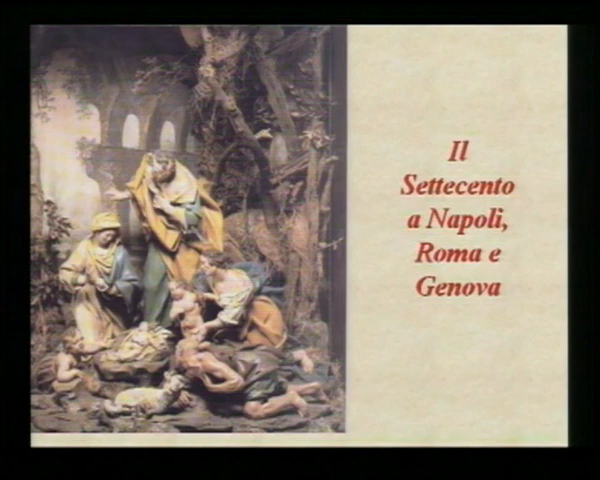 Il
Settecento
a Napoli,
Roma e
Genova